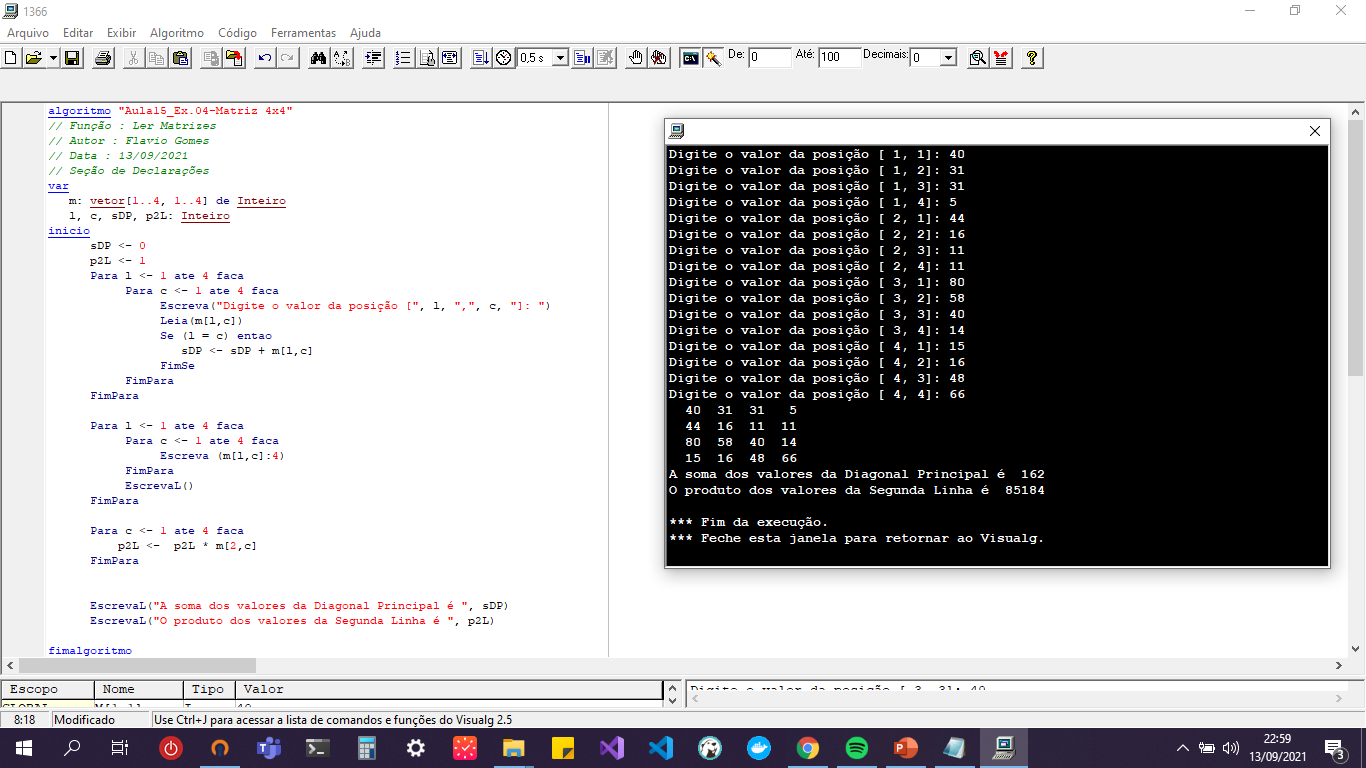 1366
Arquivo Editar Exibir Algoritmo Código Ferramentas Ajuda
0,5 s De: 0 Até: 100 Decimais: 0
algoritmo "Aula15_Ex.04-Matriz 4x4"
// Função : Ler Matrizes
// Autor : Flavio Gomes
// Data : 13/09/2021
// Seção de Declarações
var
m: vetor[1..4, 1..4] de Inteiro
l, c, sDP, p2L: Inteiro
inicio
sDP <- 0
p2L <- 1
Para l <- 1 ate 4 faca
Para c <- 1 ate 4 faca
Escreva("Digite o valor da posição [", l, ",", c, "]: ")
Leia(m[l,c])
Se (l = c) entao
sDP <- sDP + m[l,c]
FimSe
FimPara
FimPara
Para l <- 1 ate 4 faca
Para c <- 1 ate 4 faca
Escreva (m[l,c]:4)
FimPara
EscrevaL()
FimPara
Para c <- 1 ate 4 faca
p2L <-  p2L * m[2,c]
FimPara
EscrevaL("A soma dos valores da Diagonal Principal é ", sDP)
EscrevaL("O produto dos valores da Segunda Linha é ", p2L)
fimalgoritmo
Digite o valor da posição [ 1, 1]: 40
Digite o valor da posição [ 1, 2]: 31
Digite o valor da posição [ 1, 3]: 31
Digite o valor da posição [ 1, 4]: 5
Digite o valor da posição [ 2, 1]: 44
Digite o valor da posição [ 2, 2]: 16
Digite o valor da posição [ 2, 3]: 11
Digite o valor da posição [ 2, 4]: 11
Digite o valor da posição [ 3, 1]: 80
Digite o valor da posição [ 3, 2]: 58
Digite o valor da posição [ 3, 3]: 40
Digite o valor da posição [ 3, 4]: 14
Digite o valor da posição [ 4, 1]: 15
Digite o valor da posição [ 4, 2]: 16
Digite o valor da posição [ 4, 3]: 48
Digite o valor da posição [ 4, 4]: 66
40 31 31 5
44 16 11 11
80 58 40 14
15 16 48 66
A soma dos valores da Diagonal Principal é  162
O produto dos valores da Segunda Linha é  85184
*** Fim da execução.
*** Feche esta janela para retornar ao Visualg.
Escopo Nome Tipo Valor
Digite o valor da posição [ 3, 3]: 40
8:18 Modificado Use Ctrl+J para acessar a lista de comandos e funções do Visualg 2.5
22:59
13/09/2021
3